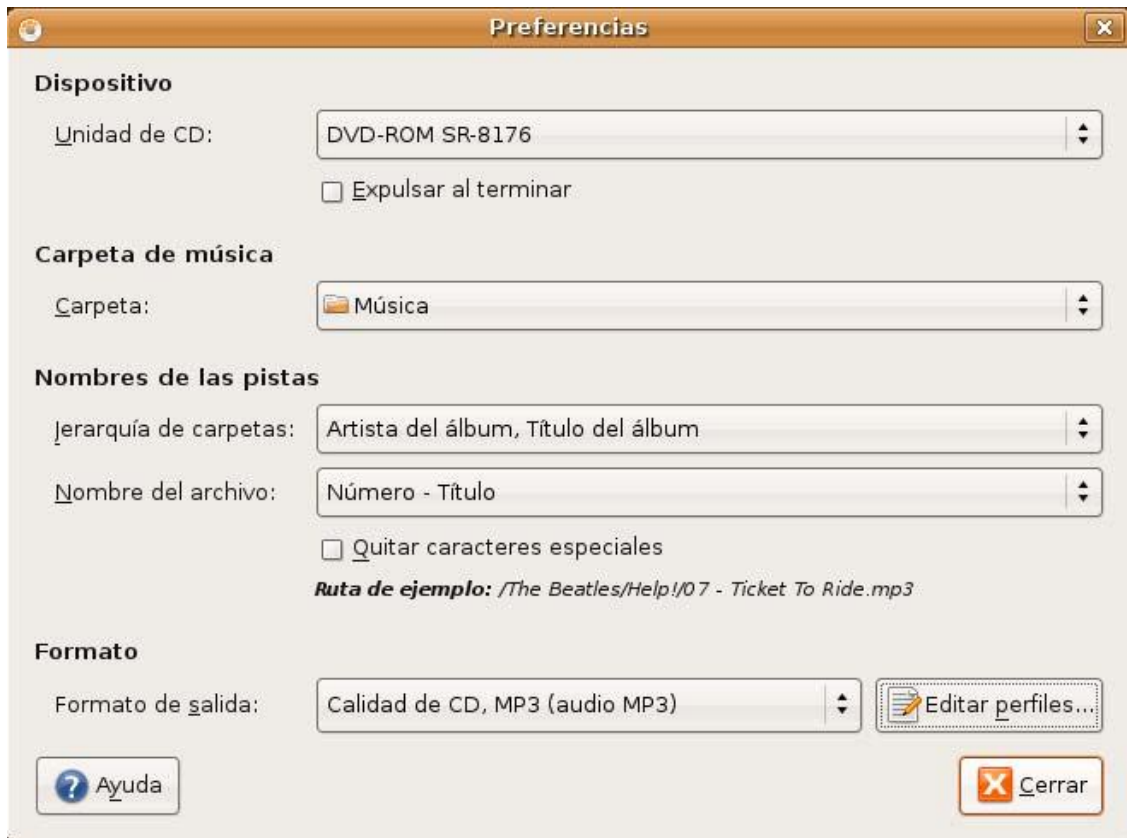 Preferencias
Dispositivo
Unidad de CD: DVD-ROM SR-8176
Expulsar al terminar
Carpeta de música
Carpeta: Música
Nombres de las pistas
Jerarquía de carpetas: Artista del álbum, Título del álbum
Nombre del archivo: Número - Título
Quitar caracteres especiales
Ruta de ejemplo: /The Beatles/Help!/07 - Ticket To Ride.mp3
Formato
Formato de salida: Calidad de CD, MP3 (audio MP3) Editar perfiles...
Ayuda Cerrar